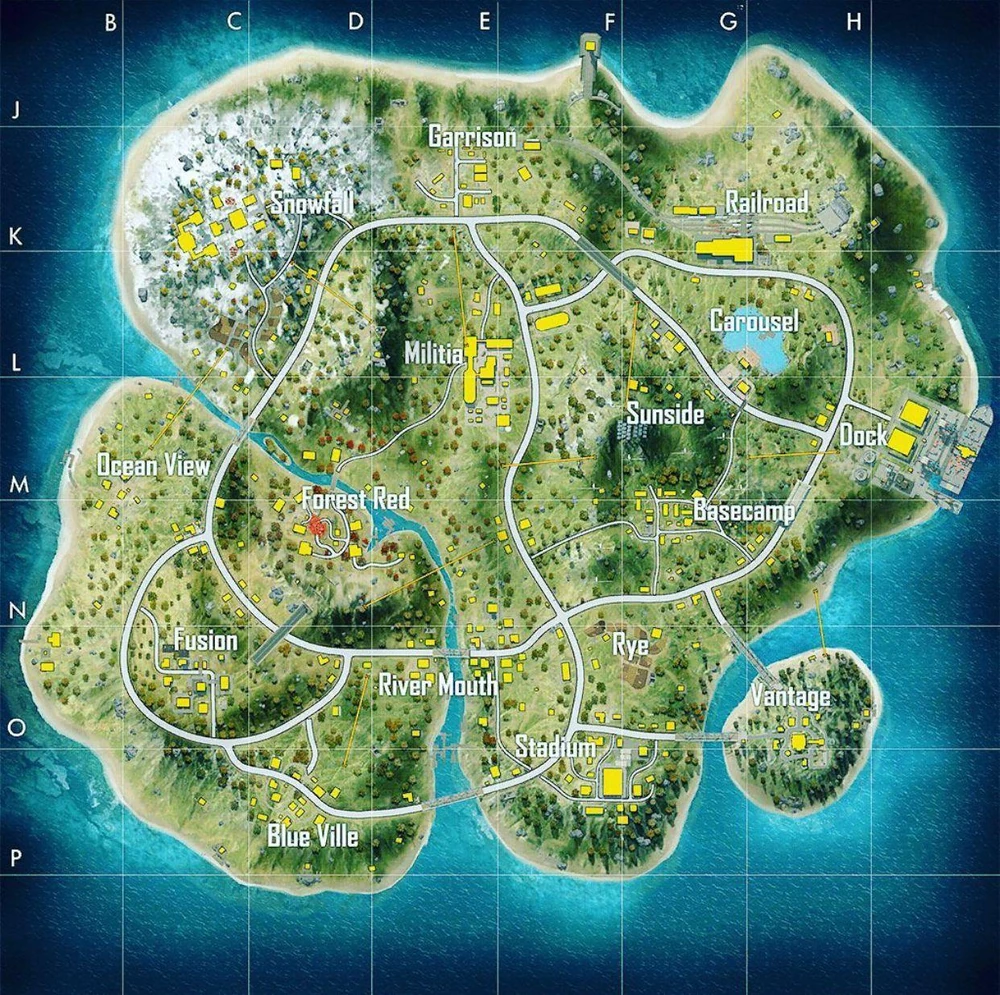 B C D E F G H
J
Garrison
Snowfall
Railroad
K
Carousel
Militia
L
Sunside
Dock
Ocean View
M
Forest Red
Basecamp
N
Fusion
Rye
River Mouth
Vantage
O
Stadium
Blue Ville
P